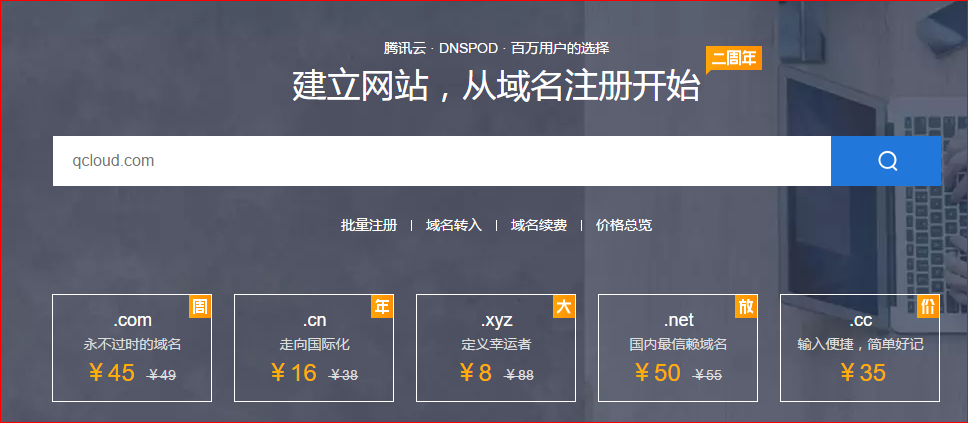 腾讯云 · DNSPOD · 百万用户的选择
二周年
建立网站，从域名注册开始
qcloud.com
批量注册 | 域名转入 | 域名续费 | 价格总览
周
.com
永不过时的域名
￥45 ￥49
年
.cn
走向国际化
￥16 ￥38
大
.xyz
定义幸运者
￥8 ￥88
放
.net
国内最信赖域名
￥50 ￥55
价
.cc
输入便捷，简单好记
￥35